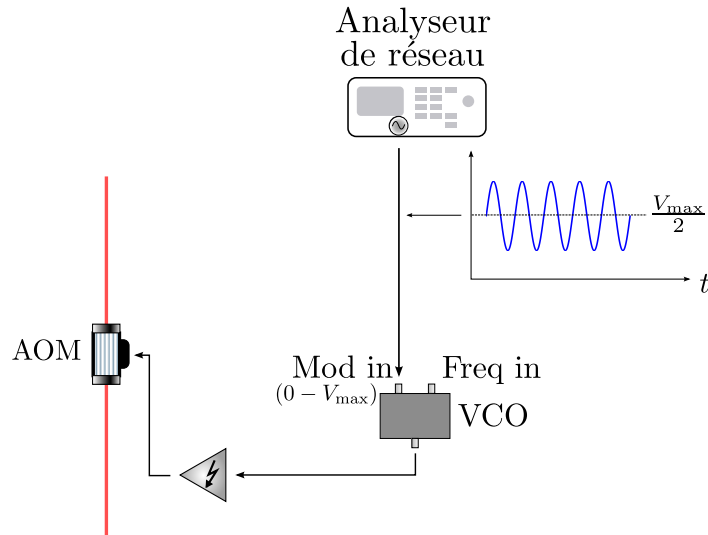 Analyseur
de réseau
V_max
2
t
AOM
Mod in
(0 − V_max)
Freq in
VCO